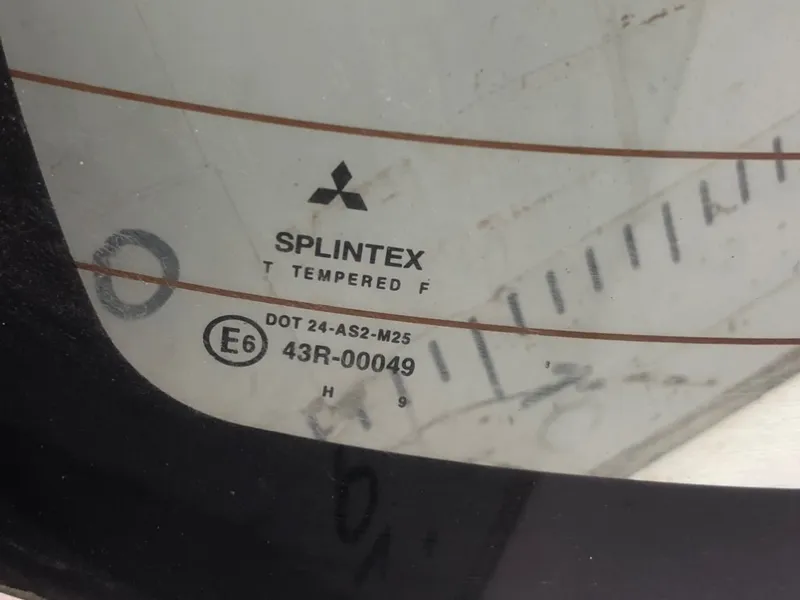 SPLINTEX
T TEMPERED F
DOT 24-AS2-M25
E6 43R-00049
H 9